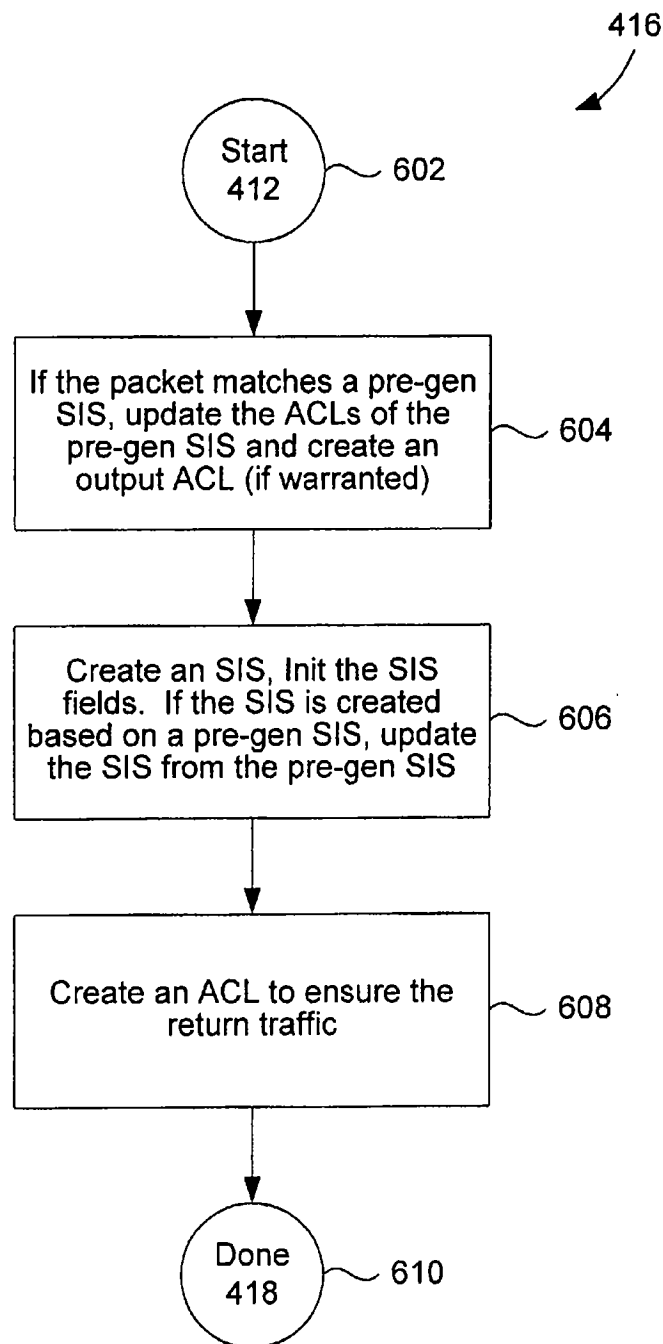 416
Start
412
602
If the packet matches a pre-gen
SIS, update the ACLs of the
pre-gen SIS and create an
output ACL (if warranted)
604
Create an SIS, Init the SIS
fields. If the SIS is created
based on a pre-gen SIS, update
the SIS from the pre-gen SIS
606
Create an ACL to ensure the
return traffic
608
Done
418
610